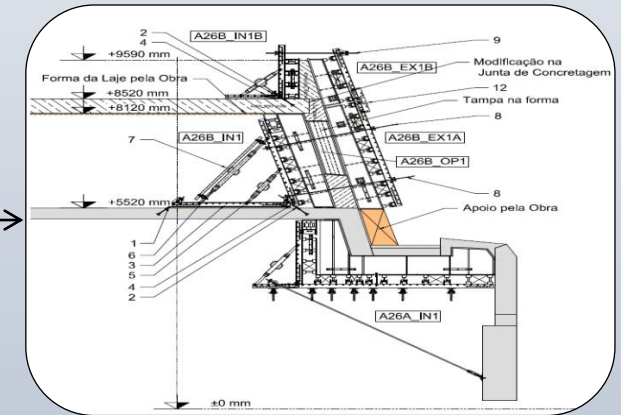 2
4
A26B_IN1B
9
+9590 mm
Modificação na
Junta de Concretagem
A26B_EX1B
Forma da Laje pela Obra
12
+8520 mm
Tampa na forma
+8120 mm
8
A26B_IN1
A26B_EX1A
7
A26B_OP1
8
+5520 mm
Apoio pela Obra
1
6
3
5
4
2
A26A_IN1
±0 mm